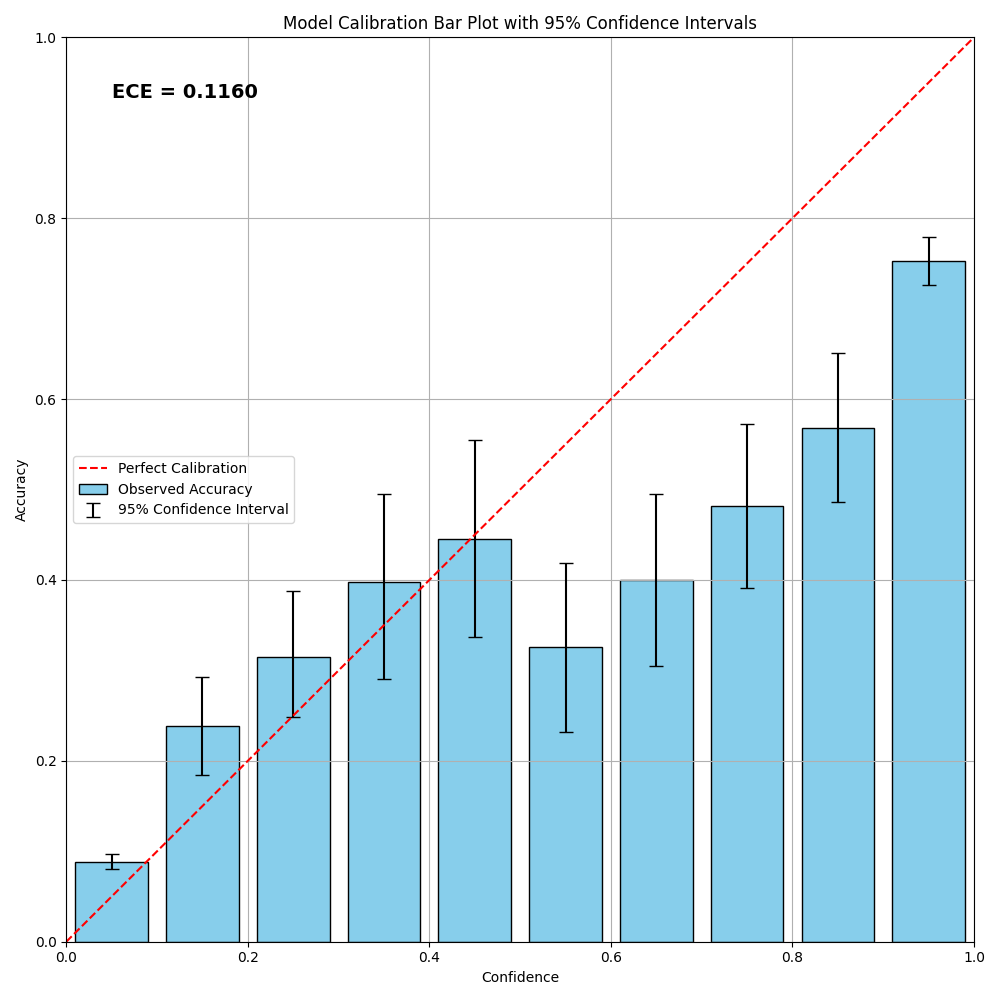 Model Calibration Bar Plot with 95% Confidence Intervals
ECE = 0.1160
Accuracy
1.0
0.8
0.6
0.4
0.2
0.0
Perfect Calibration
Observed Accuracy
95% Confidence Interval
0.0 0.2 0.4 0.6 0.8 1.0
Confidence